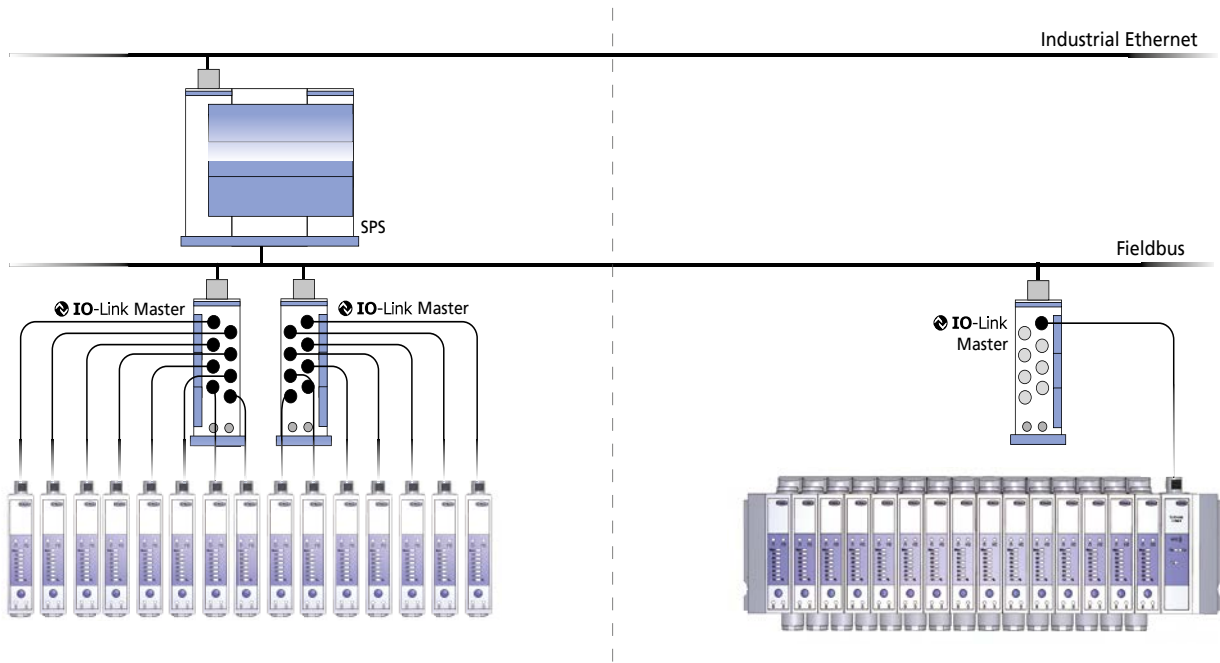 Industrial Ethernet
SPS
Fieldbus
IO-Link Master
IO-Link Master
IO-Link
Master